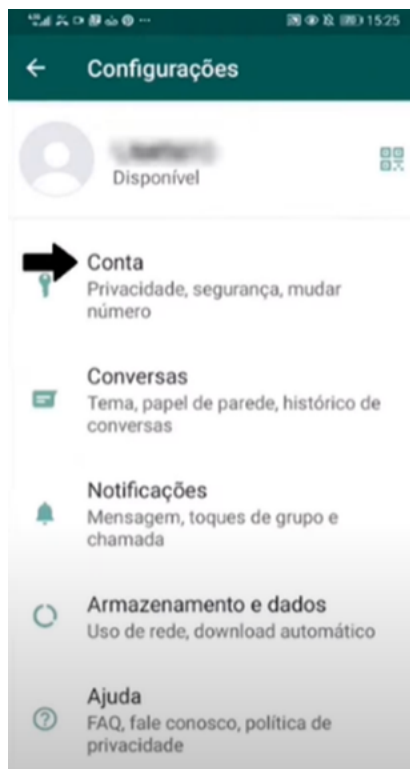 15:25
Configurações
Disponível
Conta
Privacidade, segurança, mudar
número
Conversas
Tema, papel de parede, histórico de
conversas
Notificações
Mensagem, toques de grupo e
chamada
Armazenamento e dados
Uso de rede, download automático
Ajuda
FAQ, fale conosco, política de
privacidade